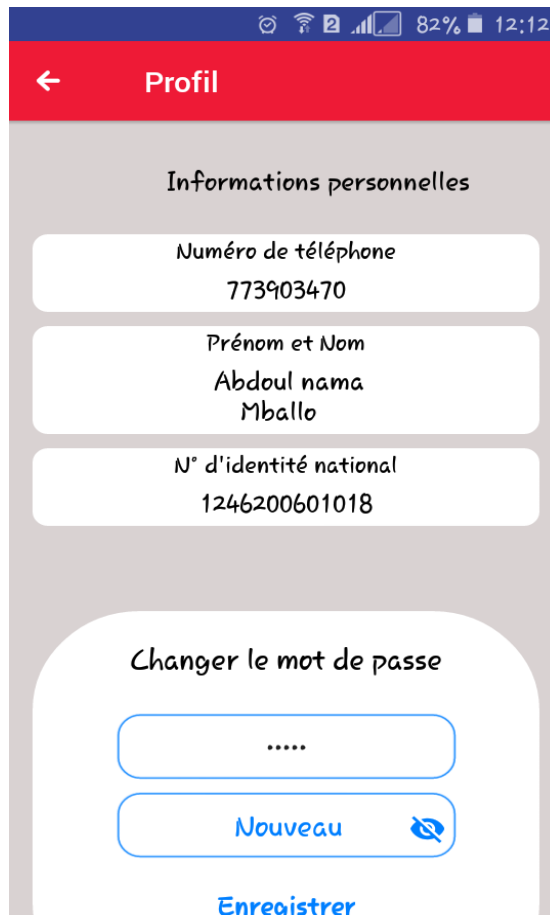 2 82% 12:12
Profil
Informations personnelles
Numéro de téléphone
773903470
Prénom et Nom
Abdoul nama
Mballo
N° d'identité national
1246200601018
Changer le mot de passe
•••••
Nouveau
Enregistrer